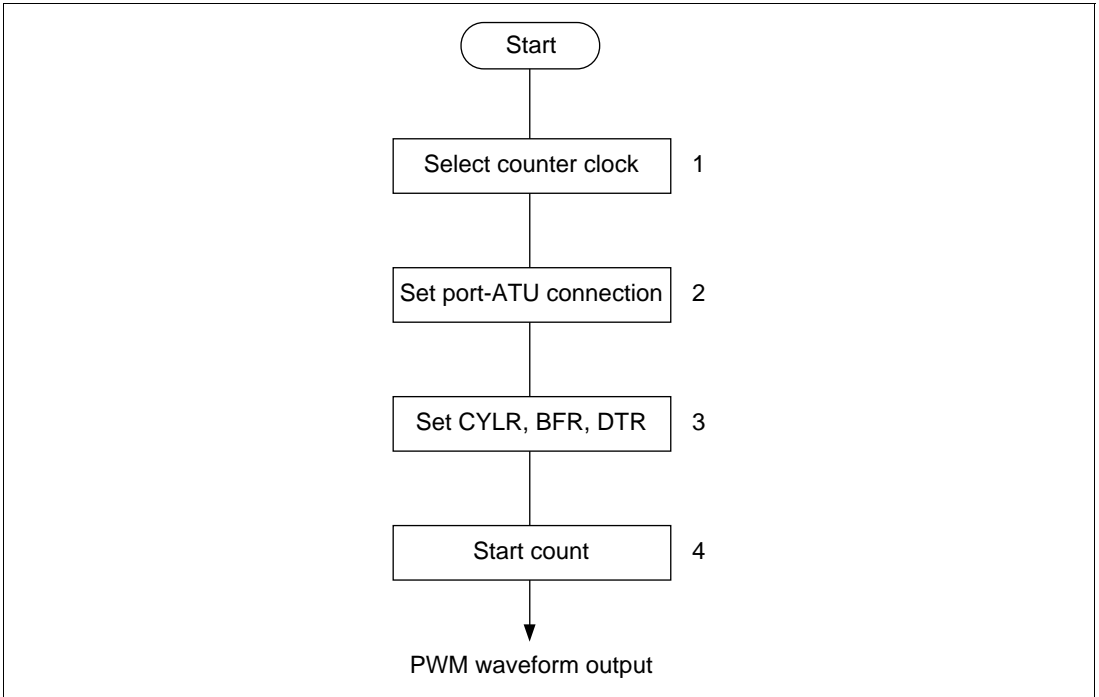 Start
Select counter clock 1
Set port-ATU connection 2
Set CYLR, BFR, DTR 3
Start count 4
PWM waveform output